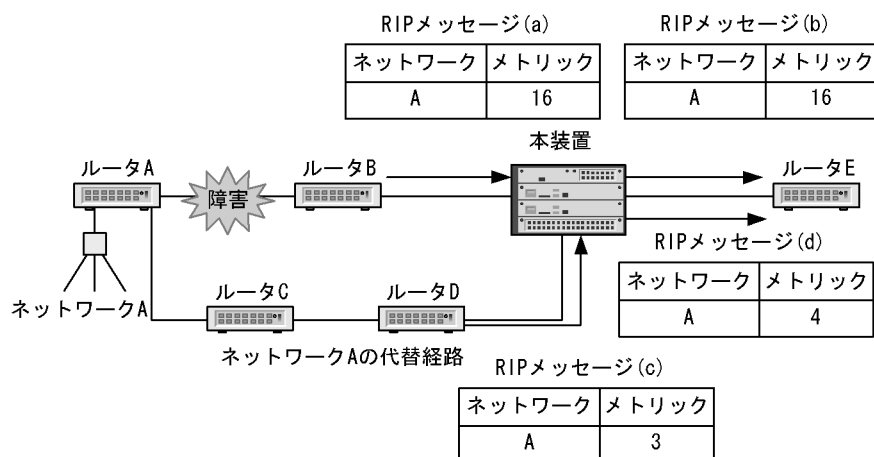 RIPメッセージ(a)
ネットワーク メトリック
A 16
RIPメッセージ(b)
ネットワーク メトリック
A 16
本装置
ルータA
障害
ルータB
ルータE
RIPメッセージ(d)
ネットワーク メトリック
A 4
ネットワークA
ルータC
ルータD
ネットワークAの代替経路
RIPメッセージ(c)
ネットワーク メトリック
A 3